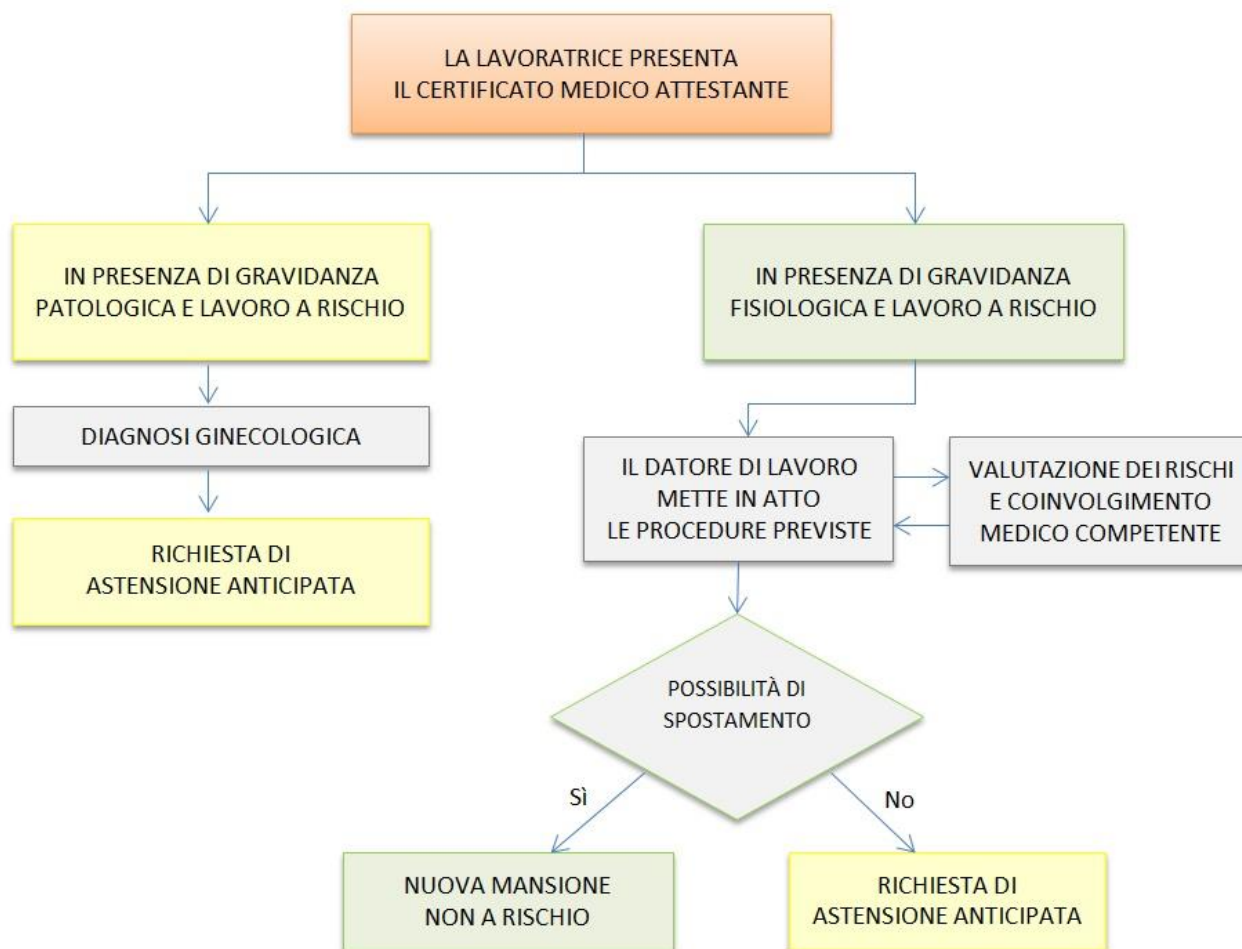 LA LAVORATRICE PRESENTA
IL CERTIFICATO MEDICO ATTESTANTE
IN PRESENZA DI GRAVIDANZA
PATOLOGICA E LAVORO A RISCHIO
IN PRESENZA DI GRAVIDANZA
FISIOLOGICA E LAVORO A RISCHIO
DIAGNOSI GINECOLOGICA
RICHIESTA DI
ASTENSIONE ANTICIPATA
IL DATORE DI LAVORO
METTE IN ATTO
LE PROCEDURE PREVISTE
VALUTAZIONE DEI RISCHI
E COINVOLGIMENTO
MEDICO COMPETENTE
POSSIBILITÀ DI
SPOSTAMENTO
Sì
No
NUOVA MANSIONE
NON A RISCHIO
RICHIESTA DI
ASTENSIONE ANTICIPATA